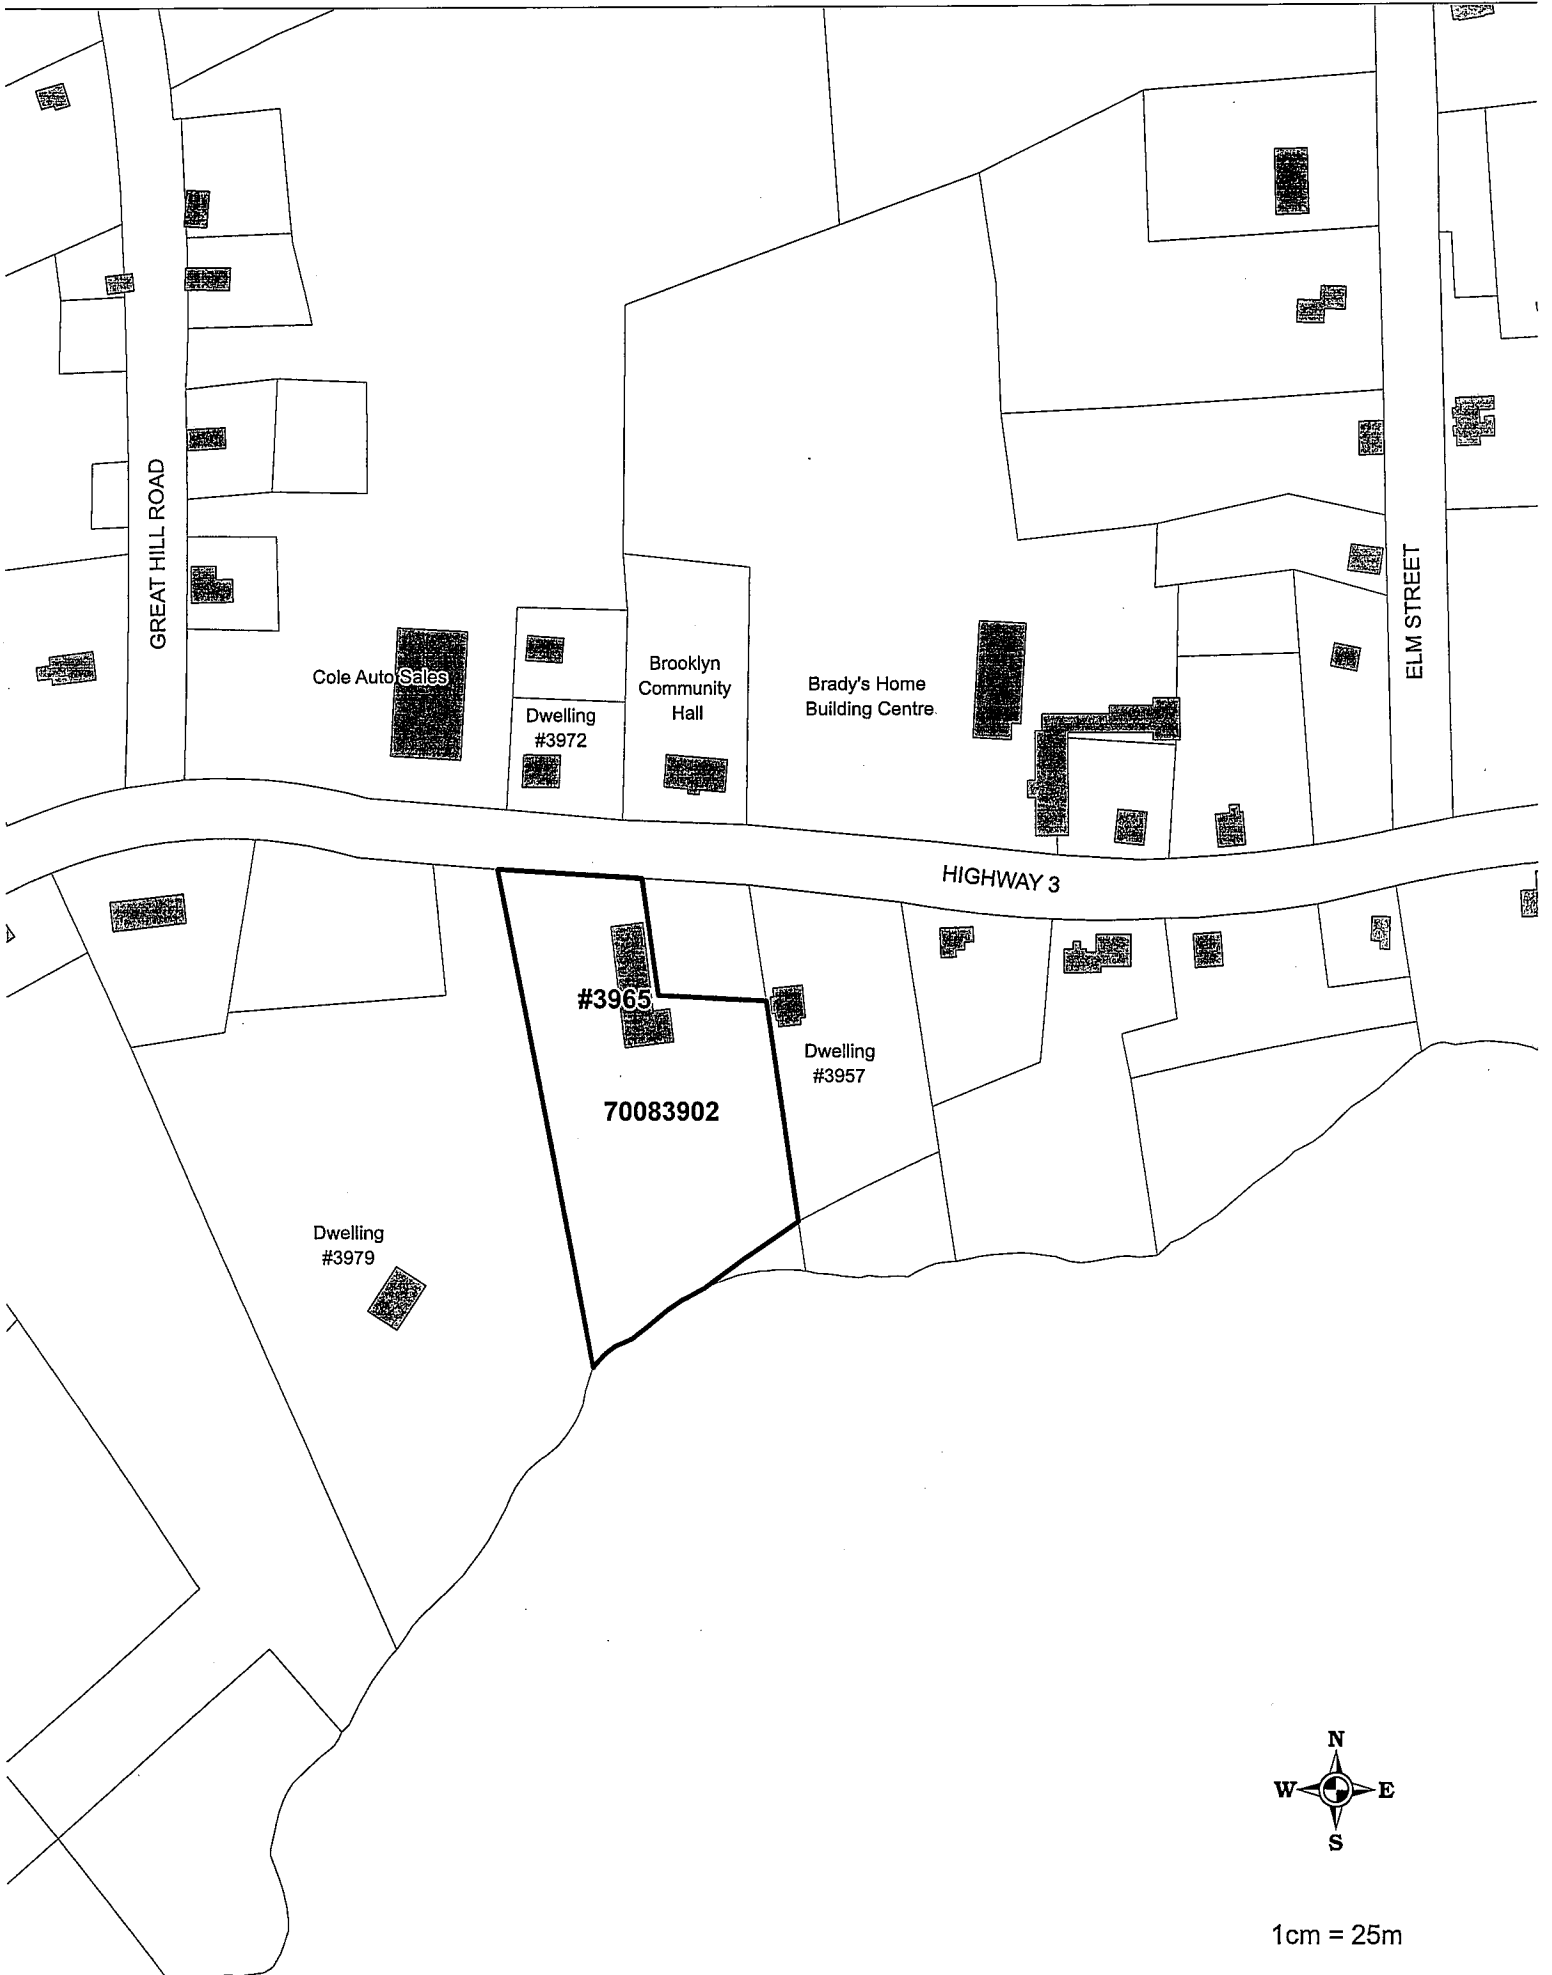 GREAT HILL ROAD
ELM STREET
Cole Auto Sales
Brooklyn
Community
Hall
Brady's Home
Building Centre
Dwelling
#3972
HIGHWAY 3
#3965
Dwelling
#3957
70083902
Dwelling
#3979
N
W
E
S
1cm = 25m